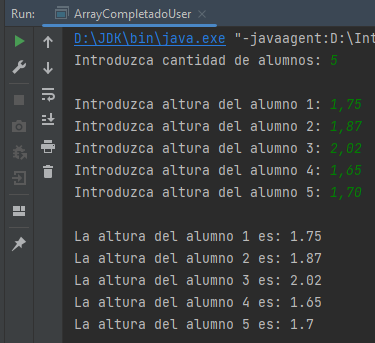 Run: ArrayCompletadoUser ×
D:\JDK\bin\java.exe "-javaagent:D:\Int
Introduzca cantidad de alumnos: 5
Introduzca altura del alumno 1: 1,75
Introduzca altura del alumno 2: 1,87
Introduzca altura del alumno 3: 2,02
Introduzca altura del alumno 4: 1,65
Introduzca altura del alumno 5: 1,70
La altura del alumno 1 es: 1.75
La altura del alumno 2 es: 1.87
La altura del alumno 3 es: 2.02
La altura del alumno 4 es: 1.65
La altura del alumno 5 es: 1.7